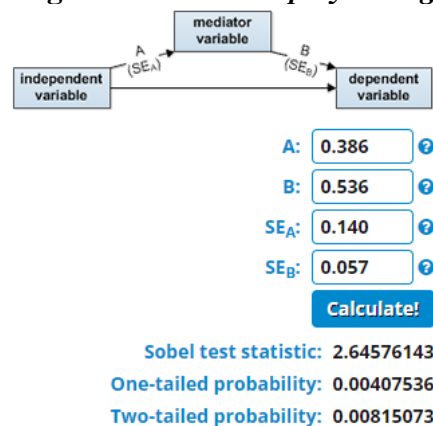 mediator
variable
A
(SEA)
B
(SEB)
independent
variable
dependent
variable
A: 0.386 ?
B: 0.536 ?
SEA: 0.140 ?
SEB: 0.057 ?
Calculate!
Sobel test statistic: 2.64576143
One-tailed probability: 0.00407536
Two-tailed probability: 0.00815073